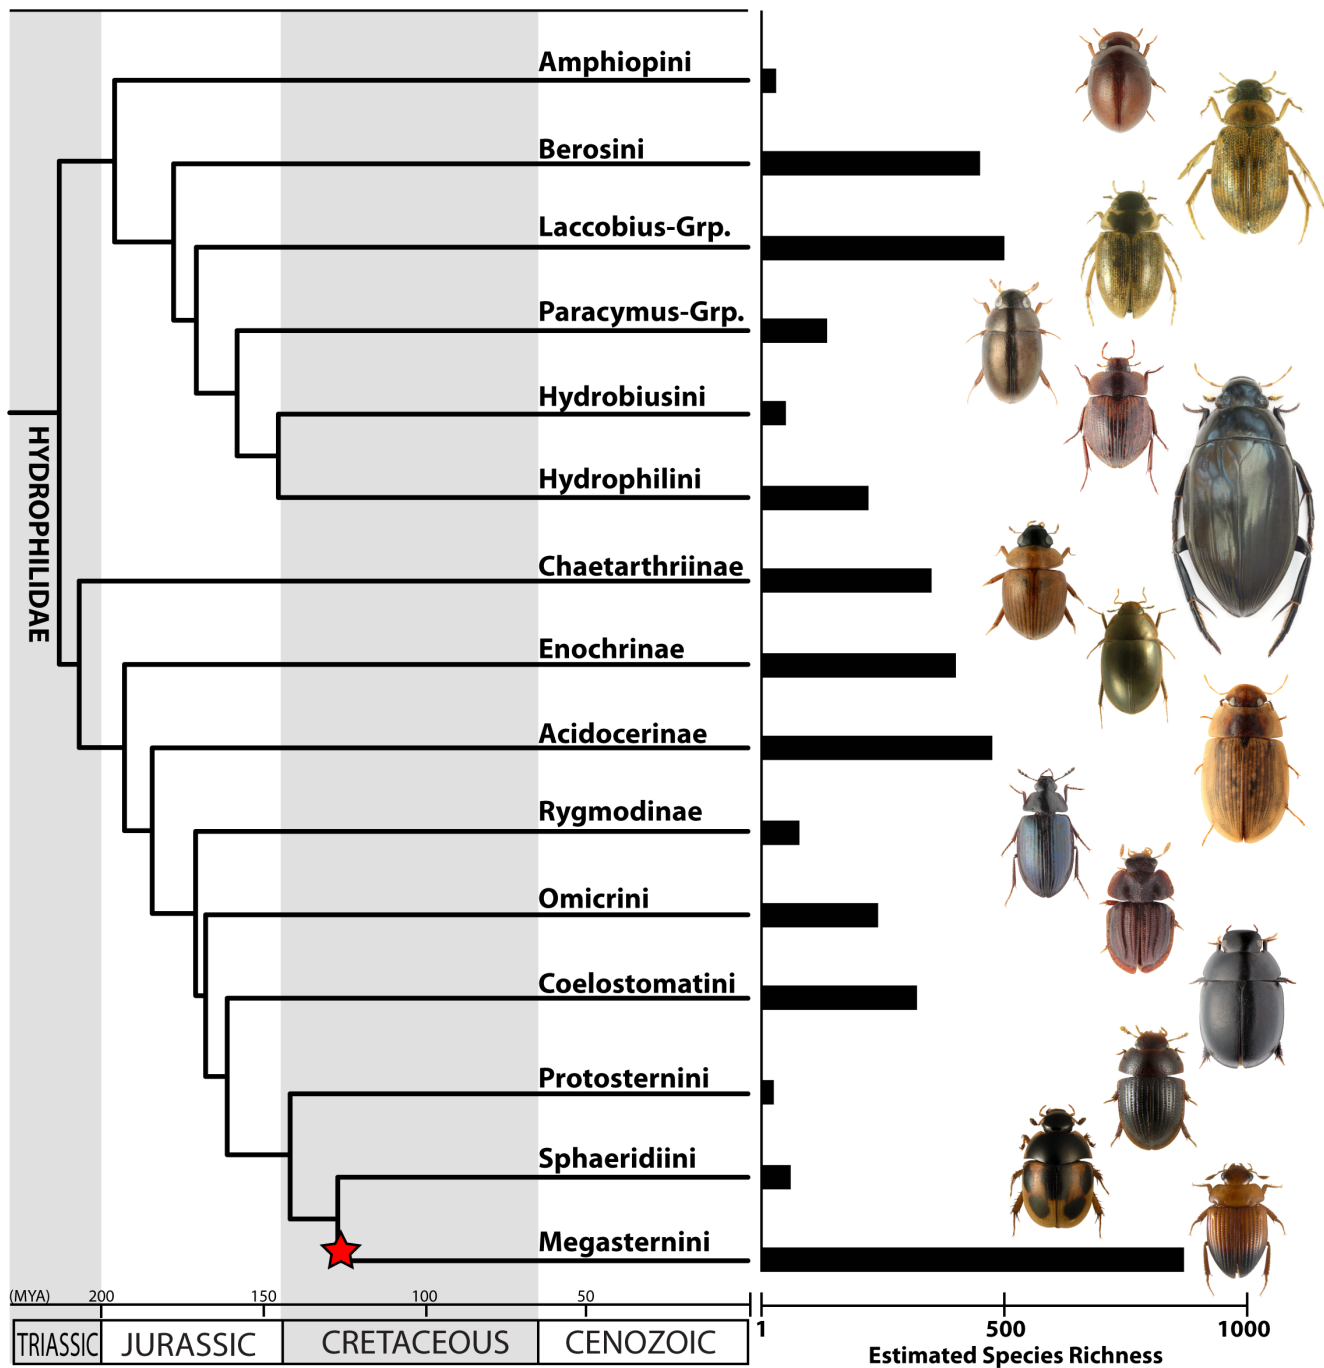 Amphiopini
Berosini
Laccobius-Grp.
Paracymus-Grp.
Hydrobiusini
Hydrophilini
HYDROPHILIDAE
Chaetarthriinae
Enochrinae
Acidocerinae
Rygmodinae
Omicrini
Coelostomatini
Protosternini
Sphaeridiini
Megasternini
(MYA) 200 150 100 50
TRIASSIC JURASSIC CRETACEOUS CENOZOIC
1 500 1000
Estimated Species Richness